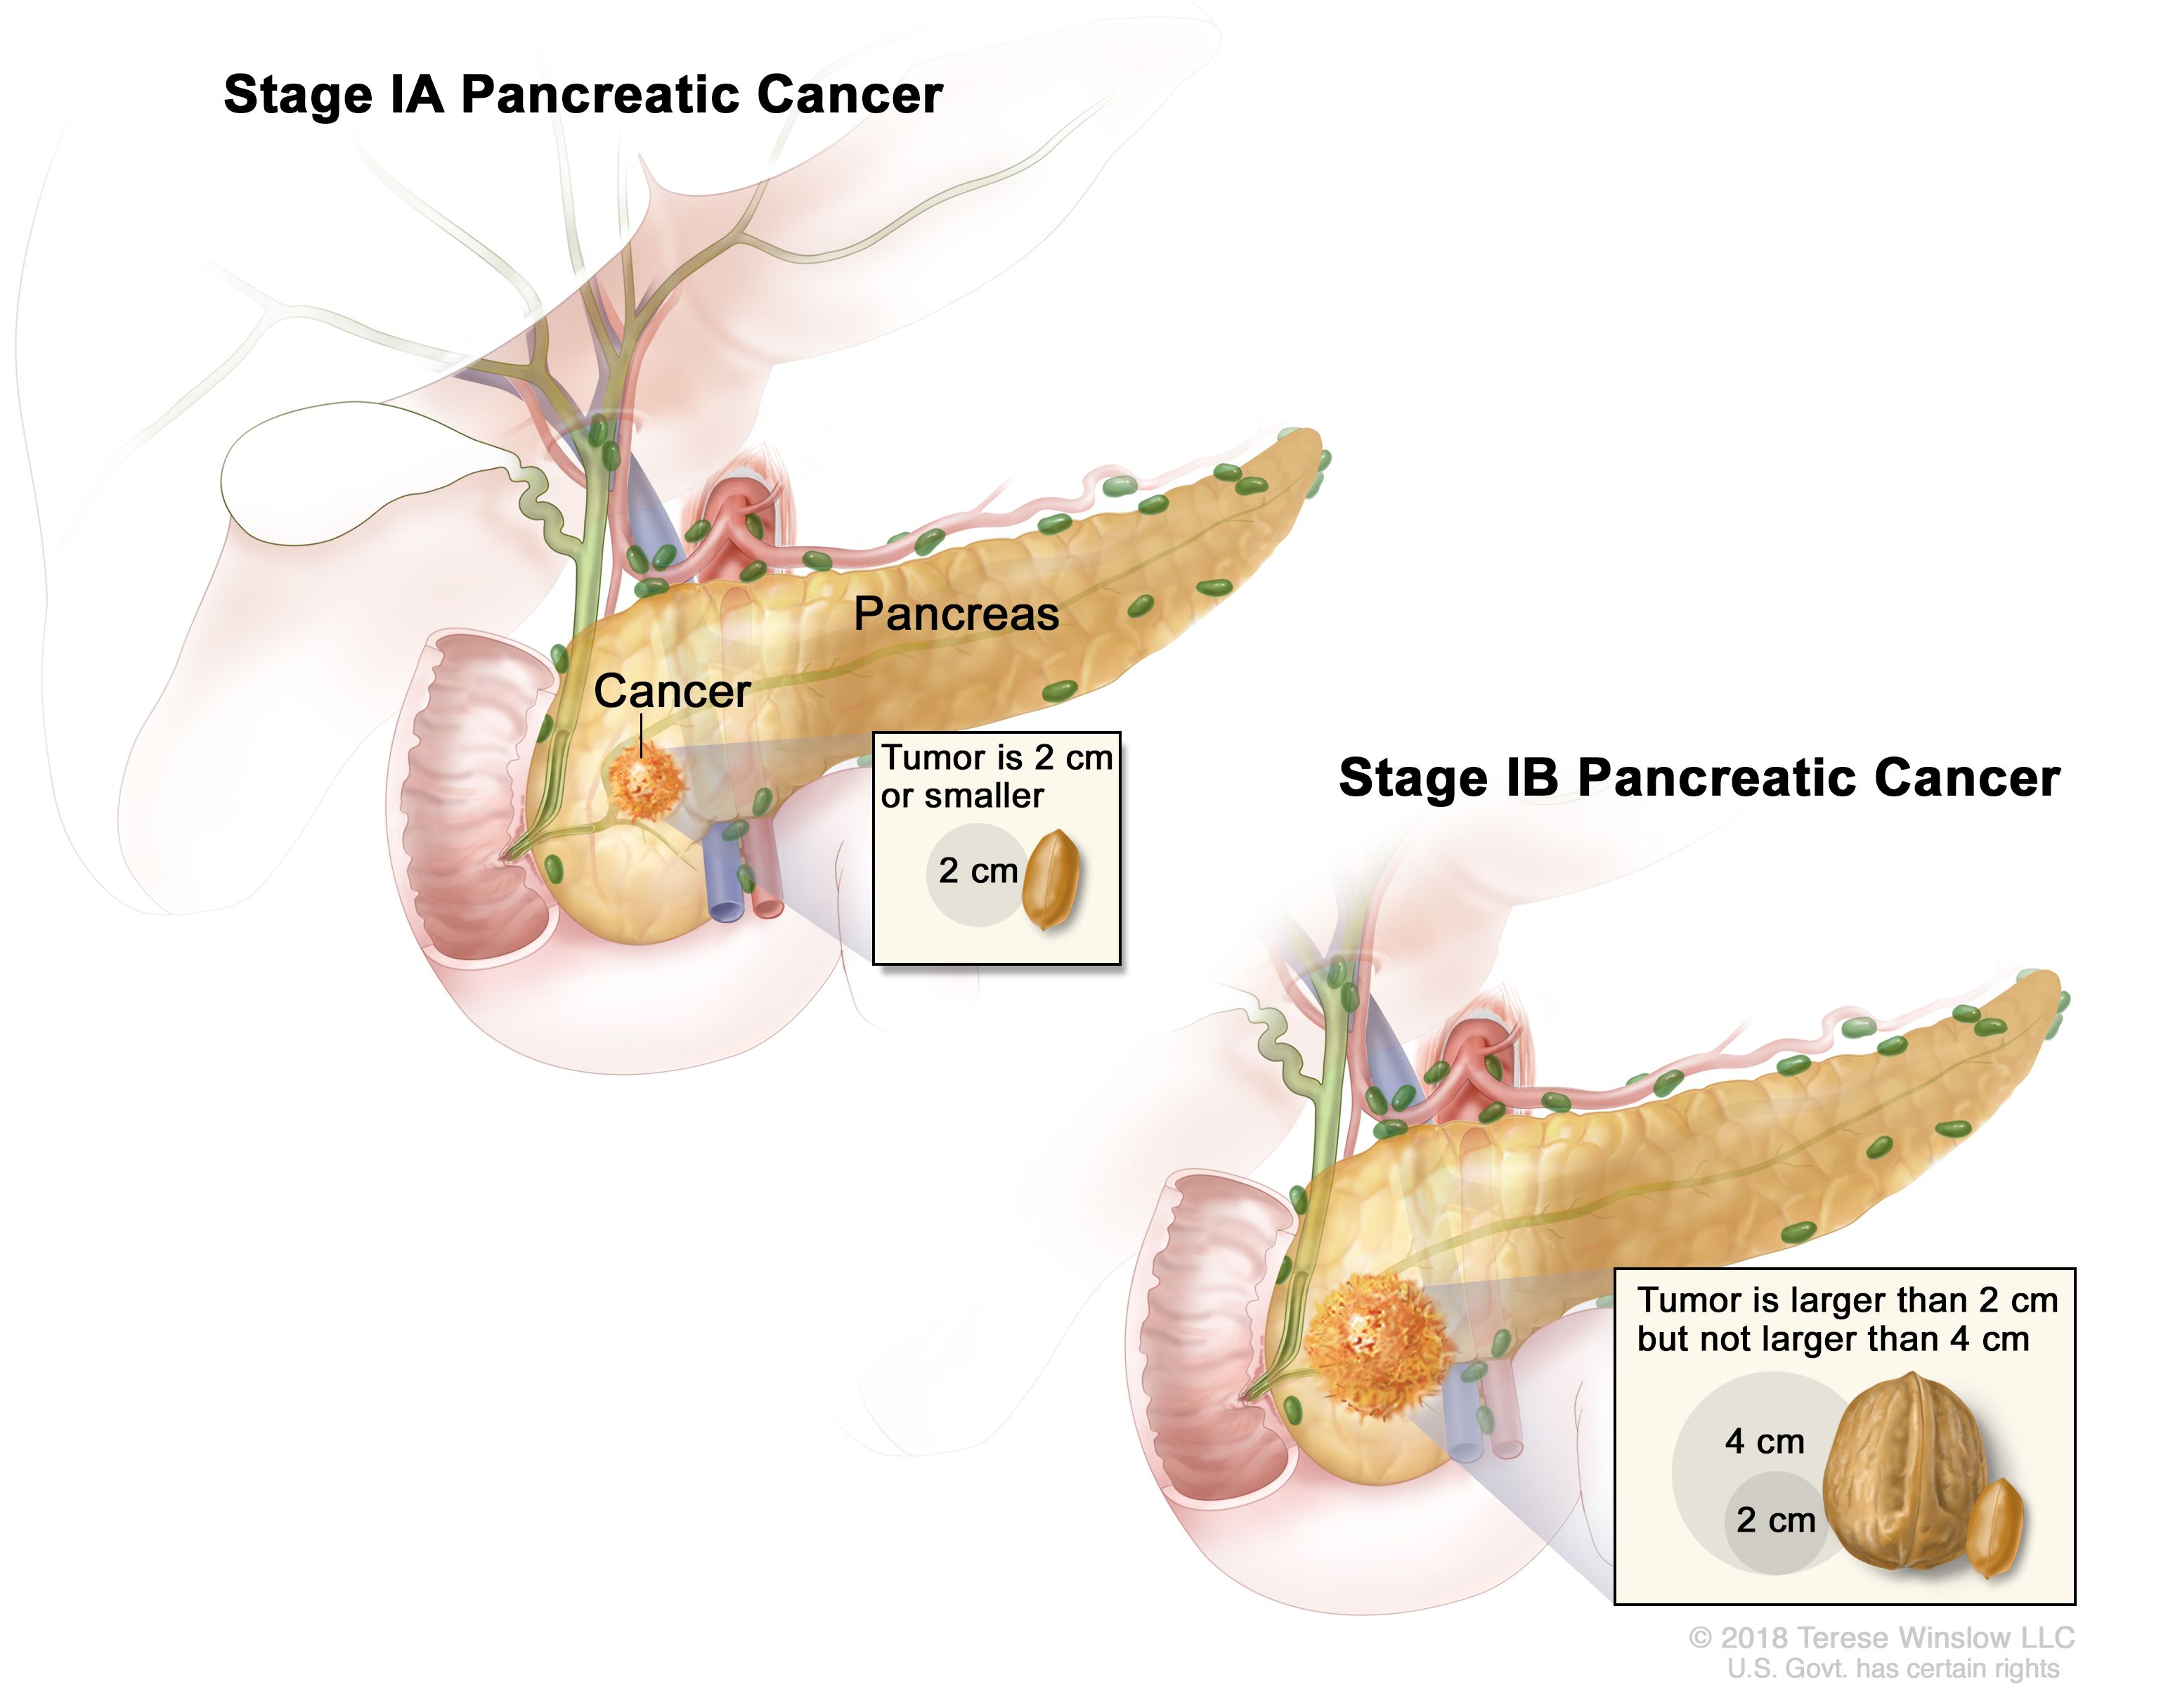 Stage IA Pancreatic Cancer
Pancreas
Cancer
Tumor is 2 cm
or smaller
2 cm
Stage IB Pancreatic Cancer
Tumor is larger than 2 cm
but not larger than 4 cm
4 cm
2 cm
© 2018 Terese Winslow LLC
U.S. Govt. has certain rights